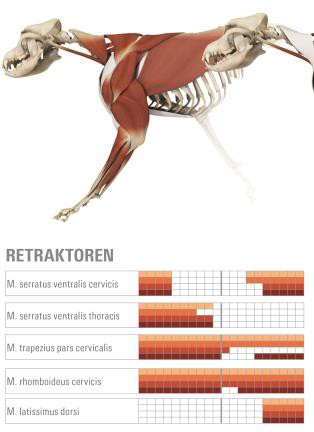 RETRAKTOREN
M. serratus ventralis cervicis
M. serratus ventralis thoracis
M. trapezius pars cervicalis
M. rhomboideus cervicis
M. latissimus dorsi